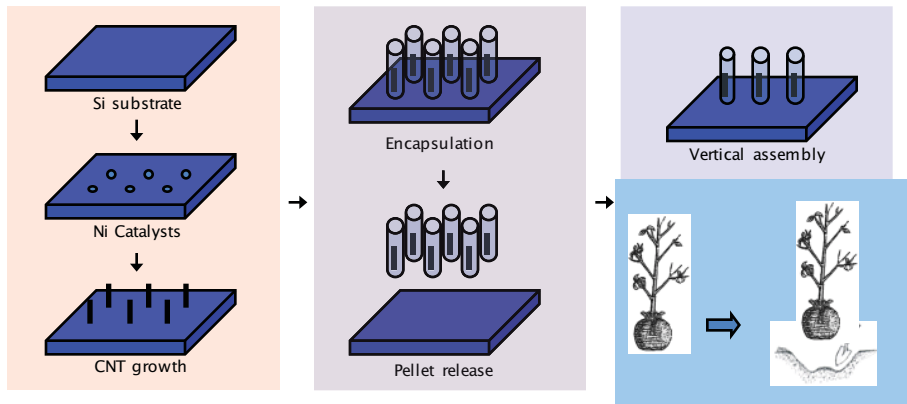 Si substrate
Ni Catalysts
CNT growth
Encapsulation
Pellet release
Vertical assembly